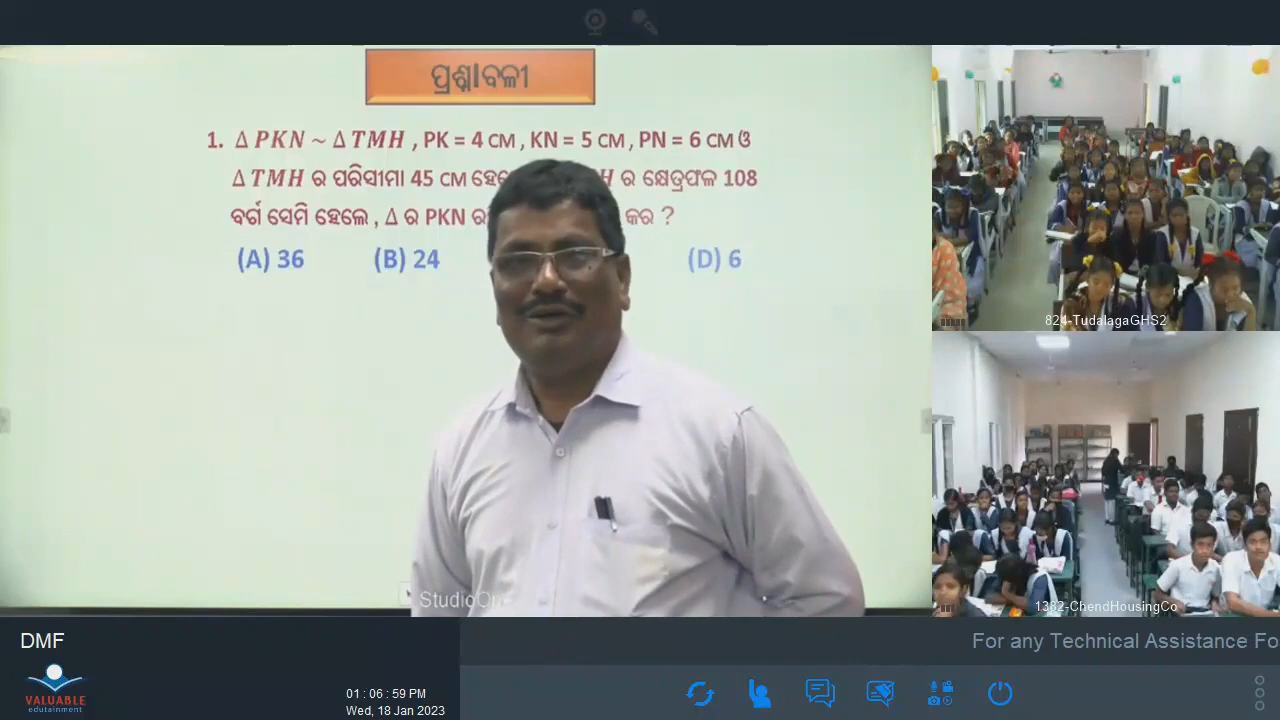 ପ୍ରଶ୍ନାବଳୀ
1. Δ PKN ~ Δ TMH , PK = 4 CM , KN = 5 CM , PN = 6 CM ଓ
Δ TMH ର ପରିସୀମା 45 CM ହେ H ର କ୍ଷେତ୍ରଫଳ 108
ବର୍ଗ ସେମି ହେଲେ , Δ ର PKN ର କର ?
(A) 36 (B) 24 (D) 6
StudioOn
824-TudalagaGHS2
1382-ChendHousingCo
DMF
For any Technical Assistance Fo
VALUABLE
edutainment
01 : 06 : 59 PM
Wed, 18 Jan 2023